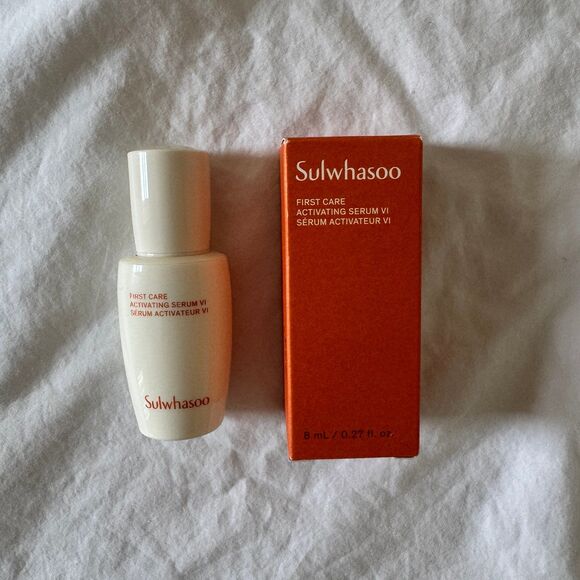 FIRST CARE
ACTIVATING SERUM VI
SÉRUM ACTIVATEUR VI
Sulwhasoo
Sulwhasoo
FIRST CARE
ACTIVATING SERUM VI
SÉRUM ACTIVATEUR VI
8 mL / 0.27 fl. oz.